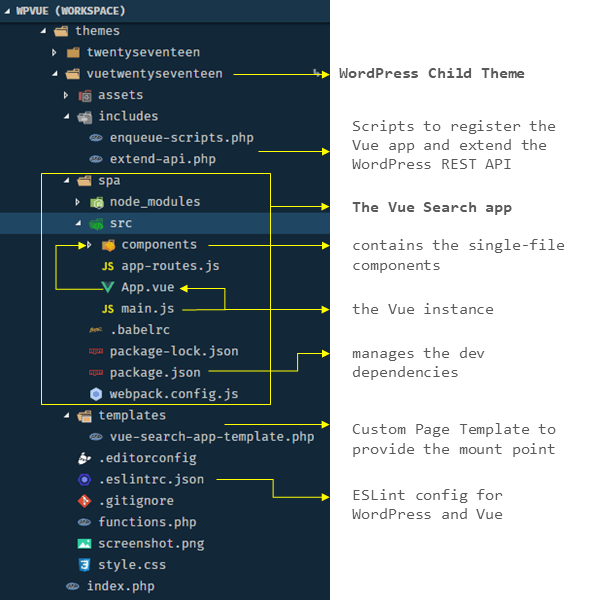 WPVUE (WORKSPACE)
themes
twentyseventeen
vuetwentyseventeen
WordPress Child Theme
assets
includes
enqueue-scripts.php
extend-api.php
Scripts to register the
Vue app and extend the
WordPress REST API
spa
node_modules
The Vue Search app
src
components
contains the single-file
components
app-routes.js
App.vue
main.js
the Vue instance
.babelrc
package-lock.json
package.json
manages the dev
dependencies
webpack.config.js
templates
vue-search-app-template.php
Custom Page Template to
provide the mount point
.editorconfig
.eslintrc.json
ESLint config for
WordPress and Vue
.gitignore
functions.php
screenshot.png
style.css
index.php